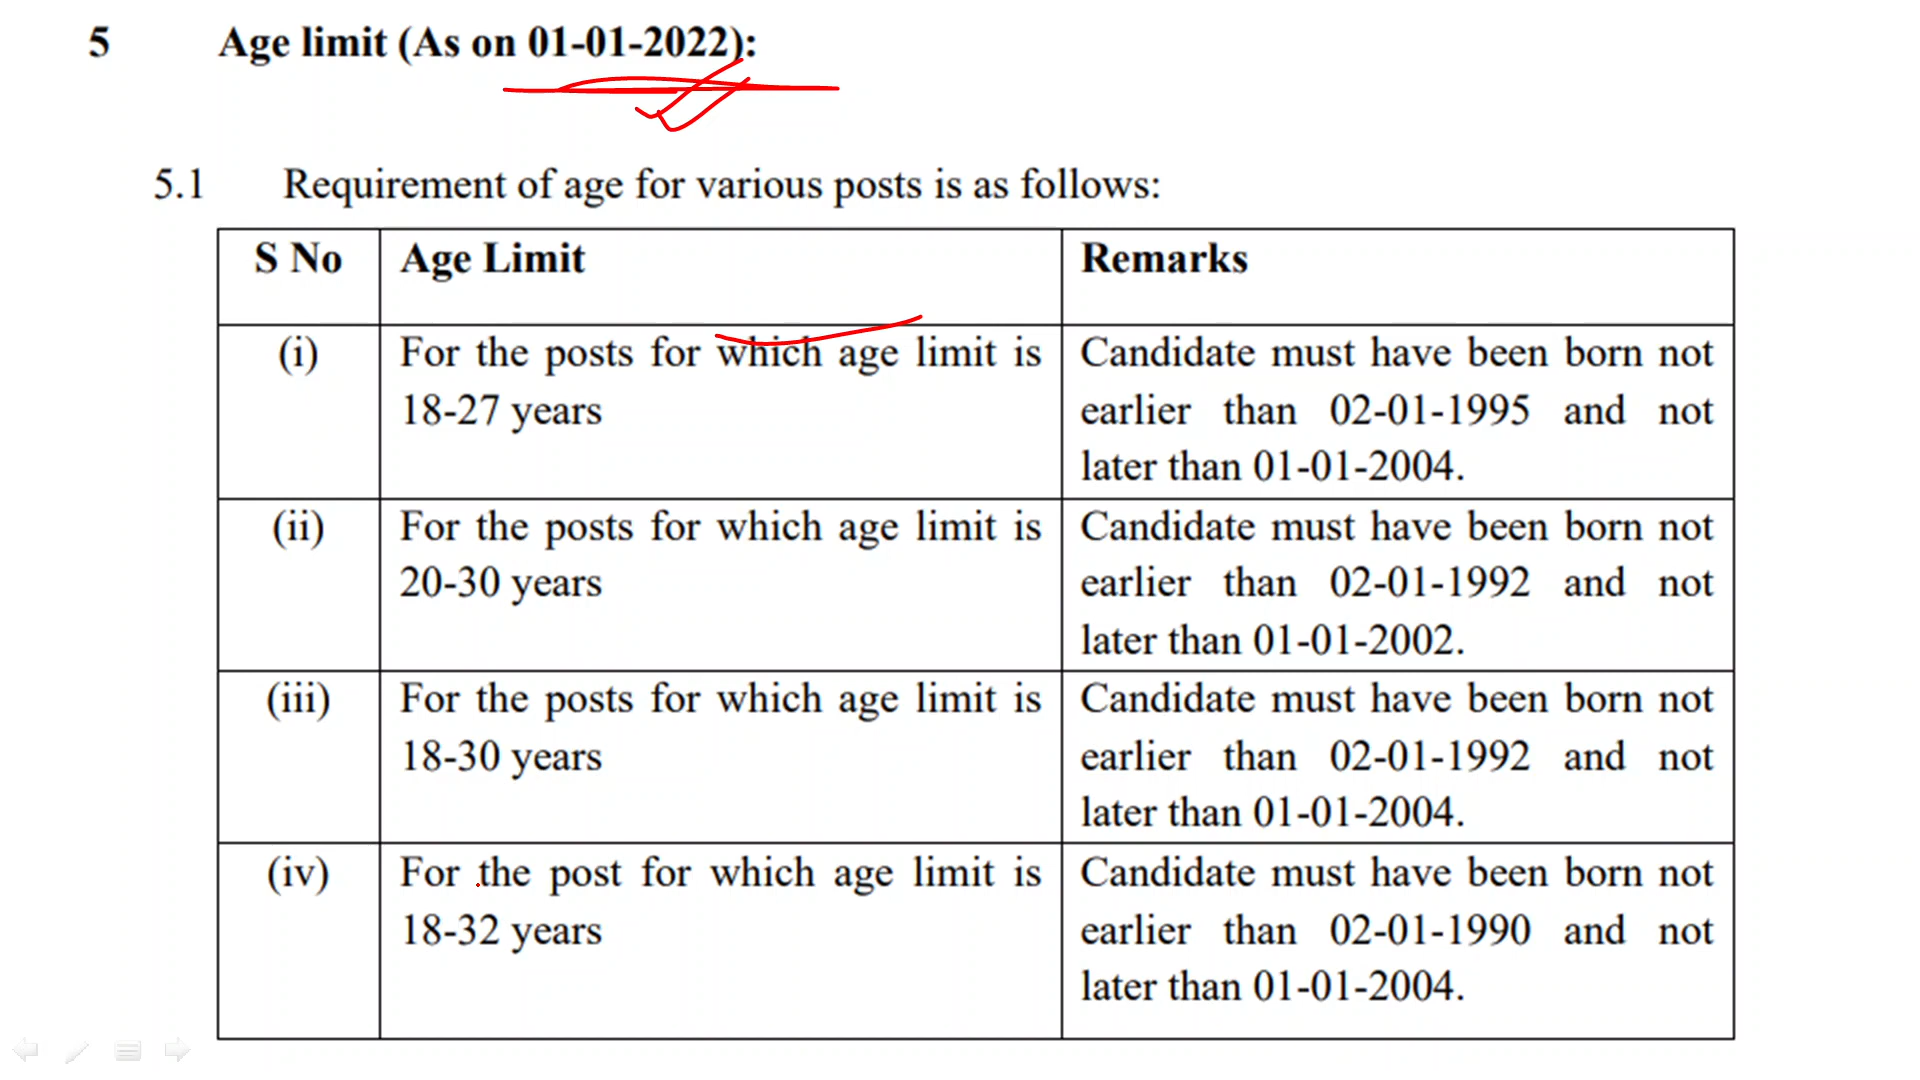 5 Age limit (As on 01-01-2022):
5.1 Requirement of age for various posts is as follows:
S No Age Limit Remarks
(i) For the posts for which age limit is Candidate must have been born not
18-27 years earlier than 02-01-1995 and not
later than 01-01-2004.
(ii) For the posts for which age limit is Candidate must have been born not
20-30 years earlier than 02-01-1992 and not
later than 01-01-2002.
(iii) For the posts for which age limit is Candidate must have been born not
18-30 years earlier than 02-01-1992 and not
later than 01-01-2004.
(iv) For the post for which age limit is Candidate must have been born not
18-32 years earlier than 02-01-1990 and not
later than 01-01-2004.